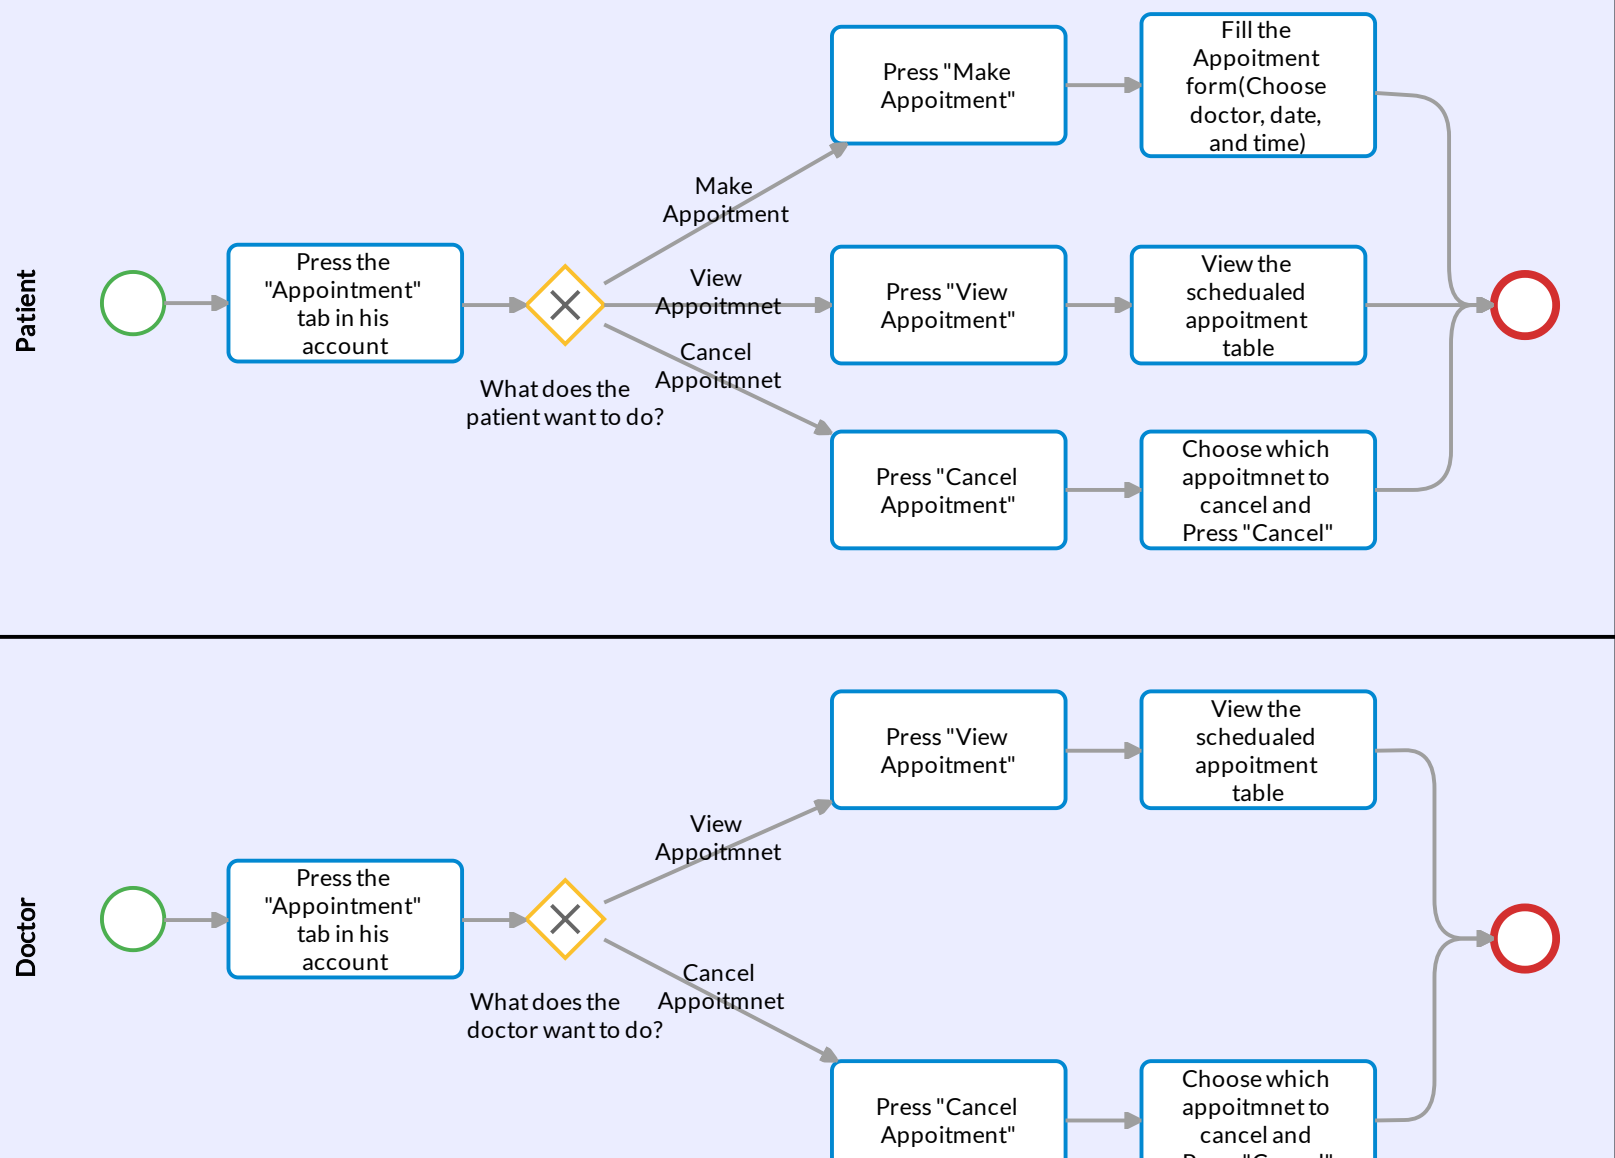 Patient
Press the
"Appointment"
tab in his
account
What does the
patient want to do?
Make
Appoitment
View
Appoitmnet
Cancel
Appoitmnet
Press "Make
Appoitment"
Fill the
Appoitment
form(Choose
doctor, date,
and time)
Press "View
Appoitment"
View the
schedualed
appoitment
table
Press "Cancel
Appoitment"
Choose which
appoitmnet to
cancel and
Press "Cancel"
Doctor
Press the
"Appointment"
tab in his
account
What does the
doctor want to do?
View
Appoitmnet
Cancel
Appoitmnet
Press "View
Appoitment"
View the
schedualed
appoitment
table
Press "Cancel
Appoitment"
Choose which
appoitmnet to
cancel and